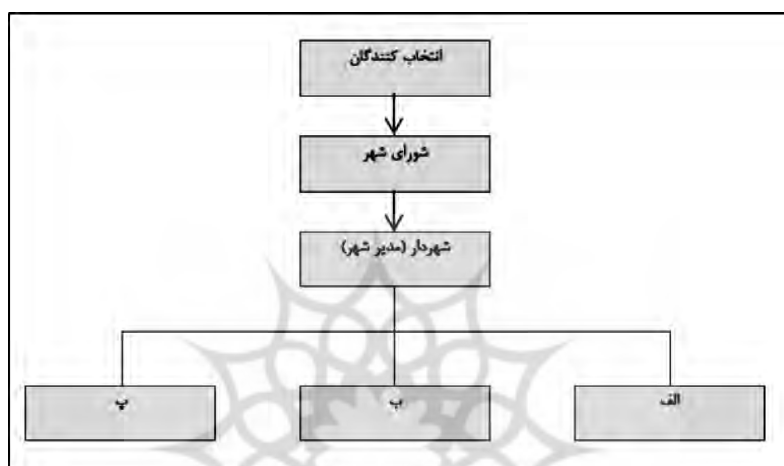 انتخاب کنندگان
شورای شهر
شهردار (مدیر شهر)
الف
ب
پ